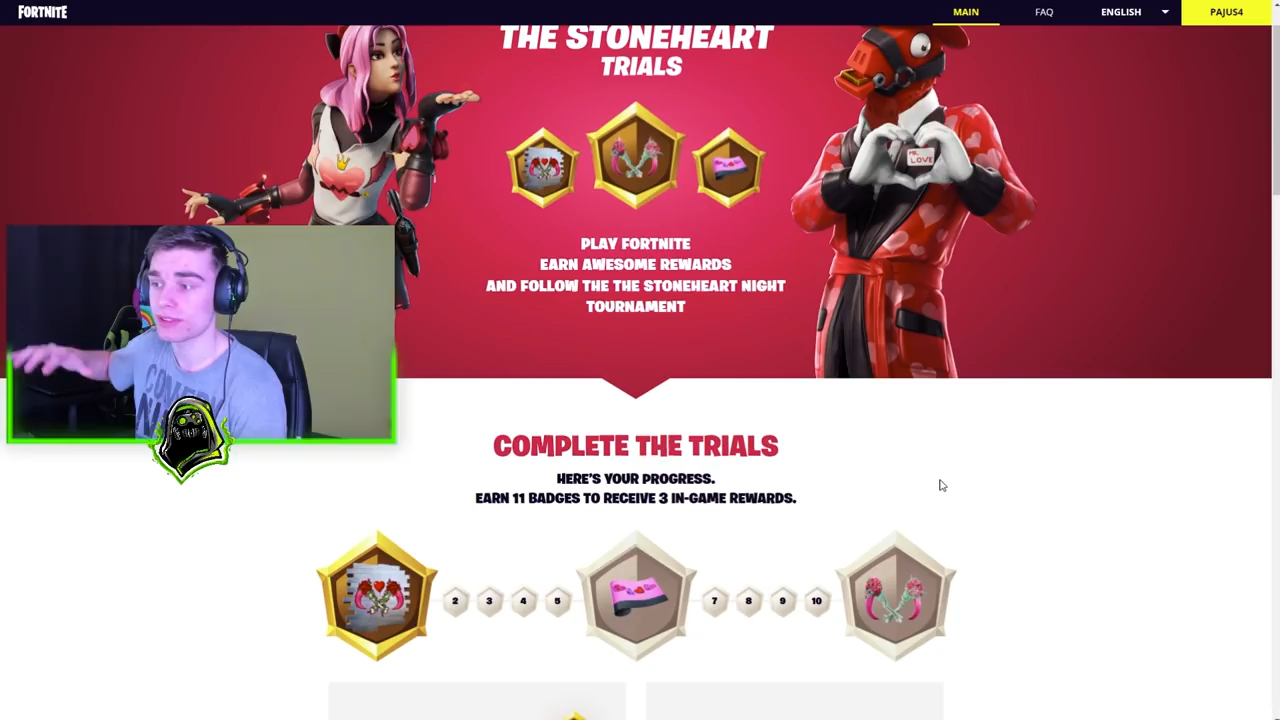 FORTNITE
MAIN
FAQ
ENGLISH
PAJUS4
THE STONEHEART
TRIALS
MR.
LOVE
PLAY FORTNITE
EARN AWESOME REWARDS
AND FOLLOW THE THE STONEHEART NIGHT
TOURNAMENT
COMPLETE THE TRIALS
HERE'S YOUR PROGRESS.
EARN 11 BADGES TO RECEIVE 3 IN-GAME REWARDS.
2 3 4 5 7 8 9 10